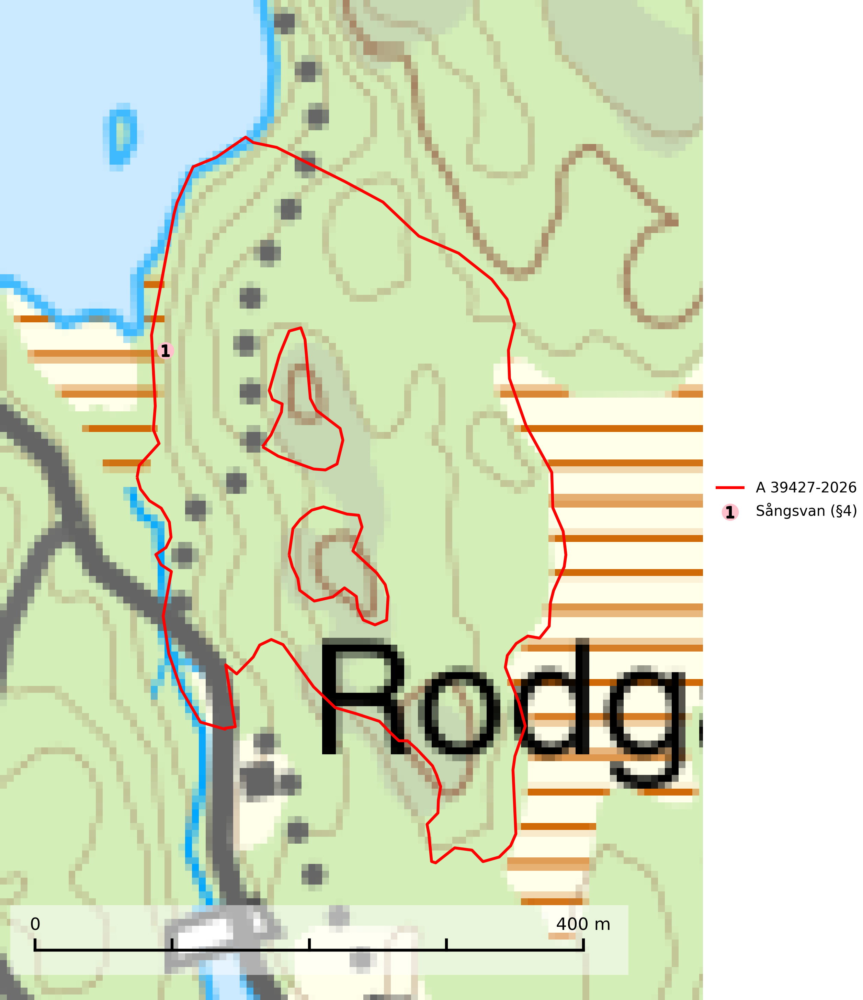 1
Rodg
A 39427-2026
1 Sångsvan (§4)
0 400 m